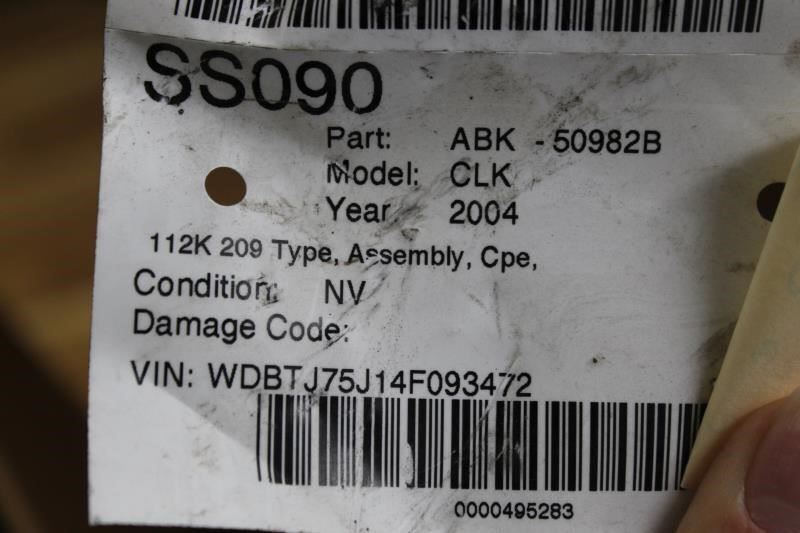 SS090
Part: ABK - 50982B
Model: CLK
Year 2004
112K 209 Type, Assembly, Cpe,
Condition: NV
Damage Code:
VIN: WDBTJ75J14F093472
0000495283